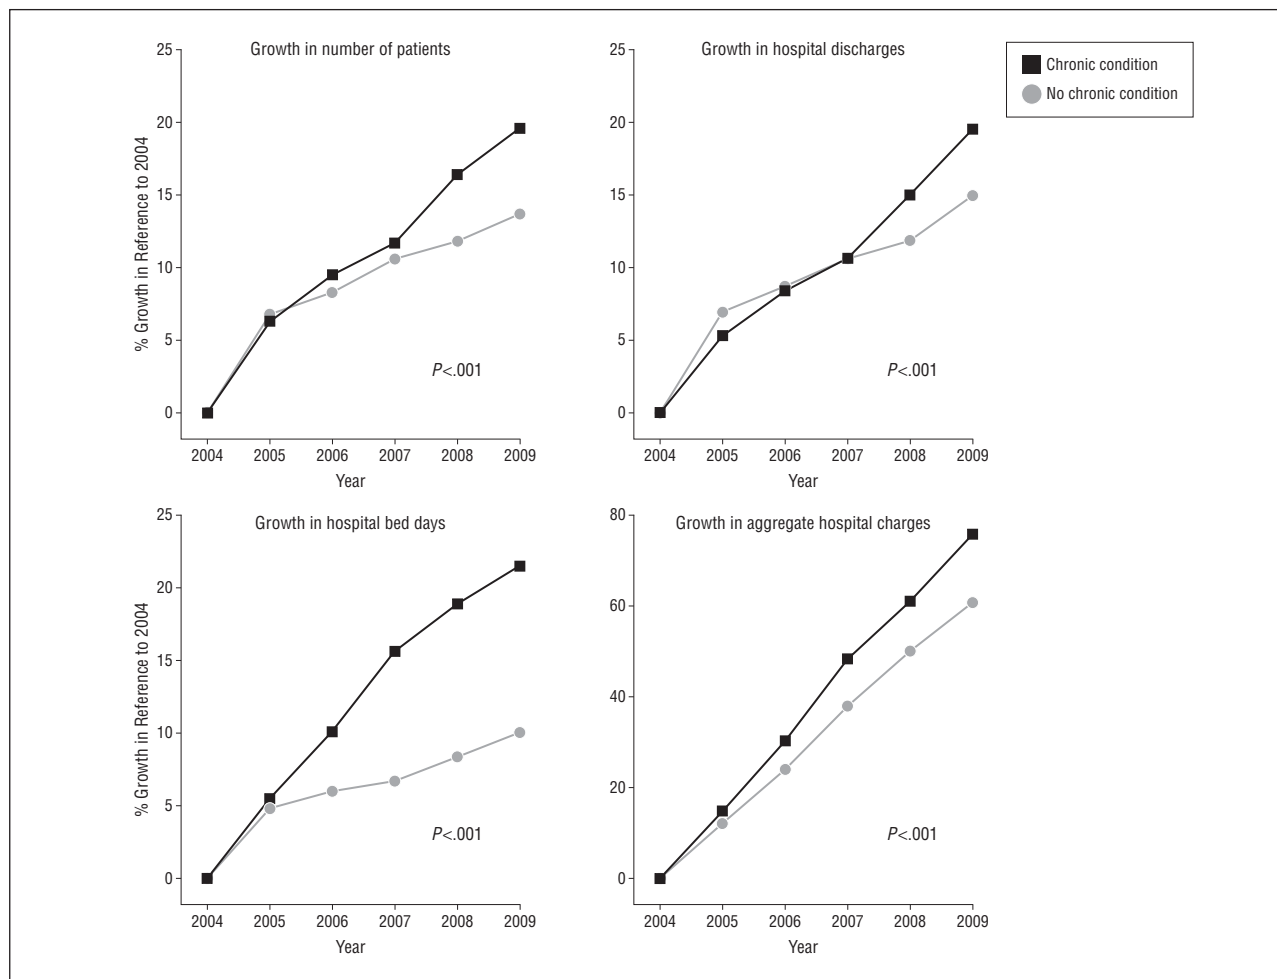 Growth in number of patients
25
20
15
10
5
0
% Growth in Reference to 2004
2004 2005 2006 2007 2008 2009
Year
P<.001
Growth in hospital discharges
25
20
15
10
5
0
2004 2005 2006 2007 2008 2009
Year
P<.001
Chronic condition
No chronic condition
Growth in hospital bed days
25
20
15
10
5
0
% Growth in Reference to 2004
2004 2005 2006 2007 2008 2009
Year
P<.001
Growth in aggregate hospital charges
80
60
40
20
0
2004 2005 2006 2007 2008 2009
Year
P<.001